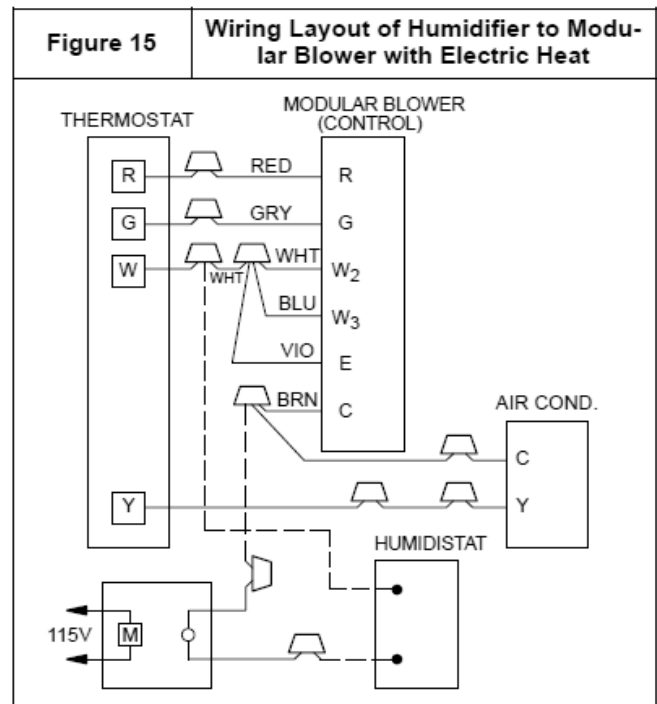 Figure 15
Wiring Layout of Humidifier to Modu-
lar Blower with Electric Heat
THERMOSTAT
MODULAR BLOWER
(CONTROL)
R
RED
R
G
GRY
G
W
WHT
WHT
W2
BLU
W3
VIO
E
BRN
C
AIR COND.
C
Y
Y
HUMIDISTAT
115V
M